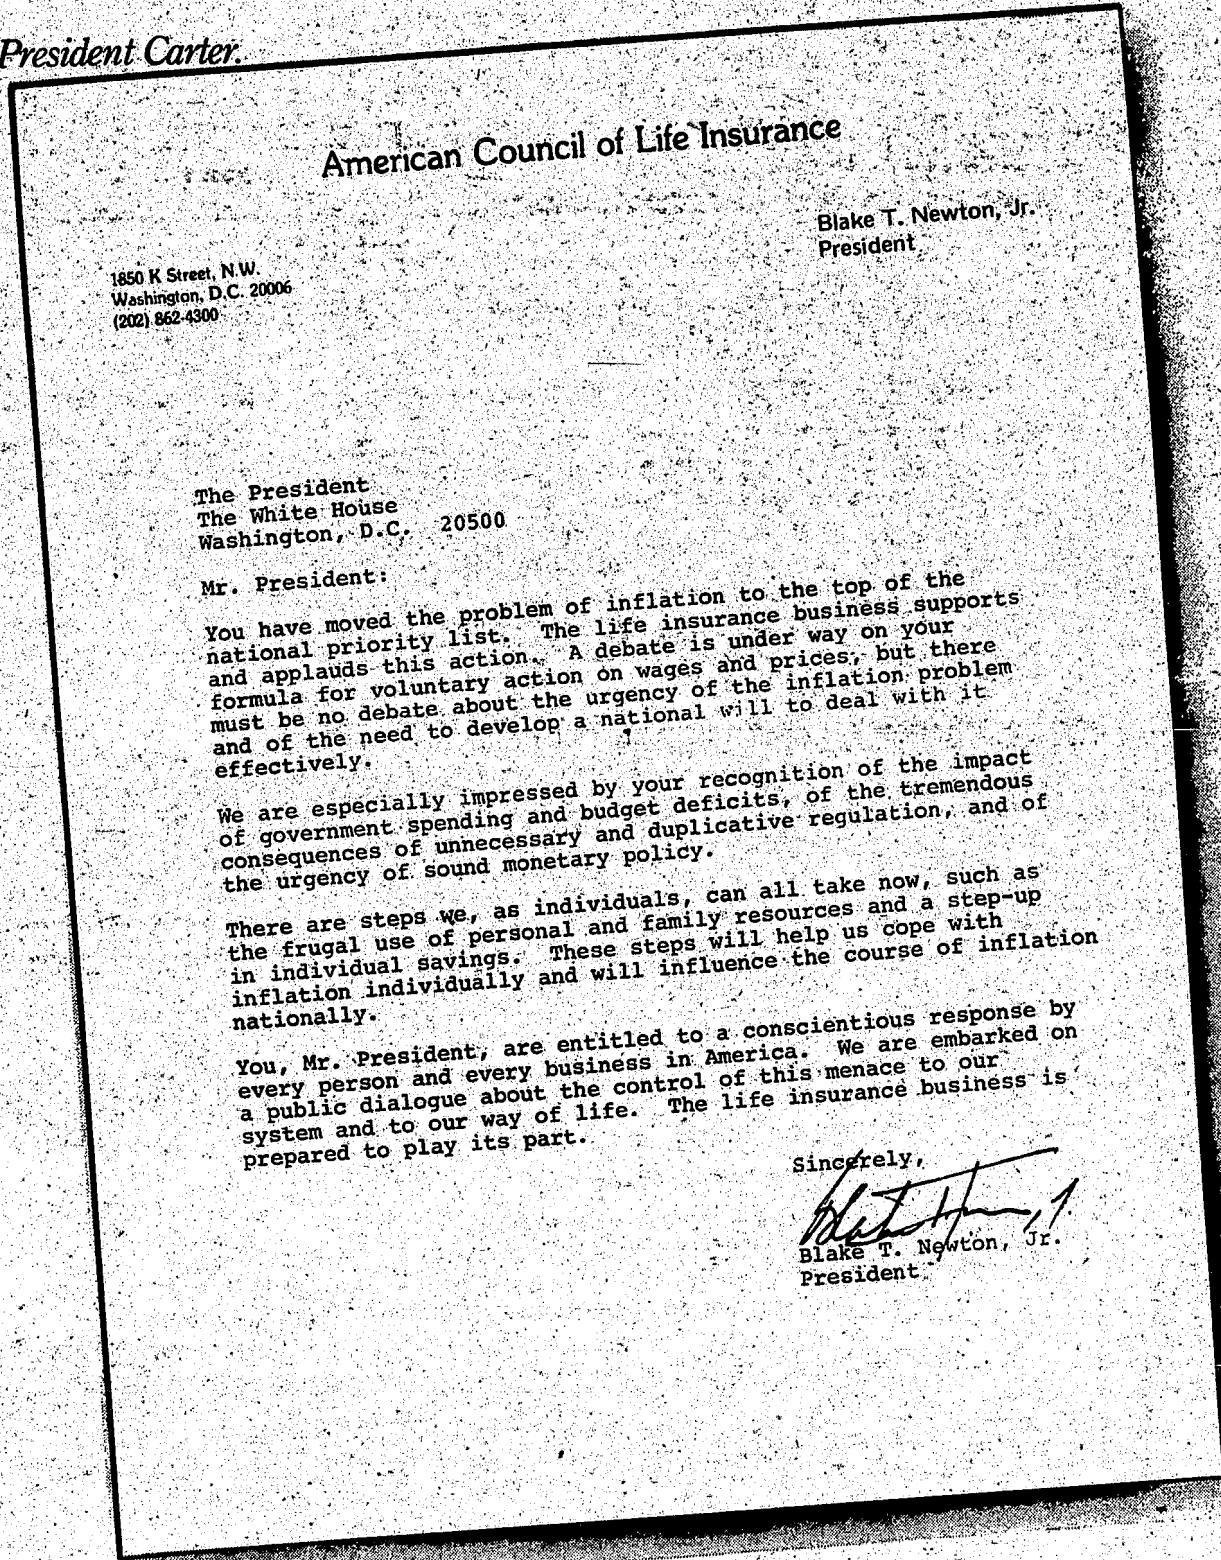 President Carter.
American Council of Life Insurance
Blake T. Newton, Jr.
President
1850 K Street, N.W.
Washington, D.C. 20006
(202) 862-4300
The President
The White House
Washington, D.C. 20500
Mr. President:
You have moved the problem of inflation to the top of the
national priority list. The life insurance business supports
and applauds this action. A debate is under way on your
formula for voluntary action on wages and prices, but there
must be no debate about the urgency of the inflation problem
and of the need to develop a national will to deal with it
effectively.
We are especially impressed by your recognition of the impact
of government spending and budget deficits, of the tremendous
consequences of unnecessary and duplicative regulation, and of
the urgency of sound monetary policy.
There are steps we, as individuals, can all take now, such as
the frugal use of personal and family resources and a step-up
in individual savings. These steps will help us cope with
inflation individually and will influence the course of inflation
nationally.
You, Mr. President, are entitled to a conscientious response by
every person and every business in America. We are embarked on
a public dialogue about the control of this menace to our
system and to our way of life. The life insurance business is
prepared to play its part.
Sincerely,
Blake T. Newton, Jr.
President